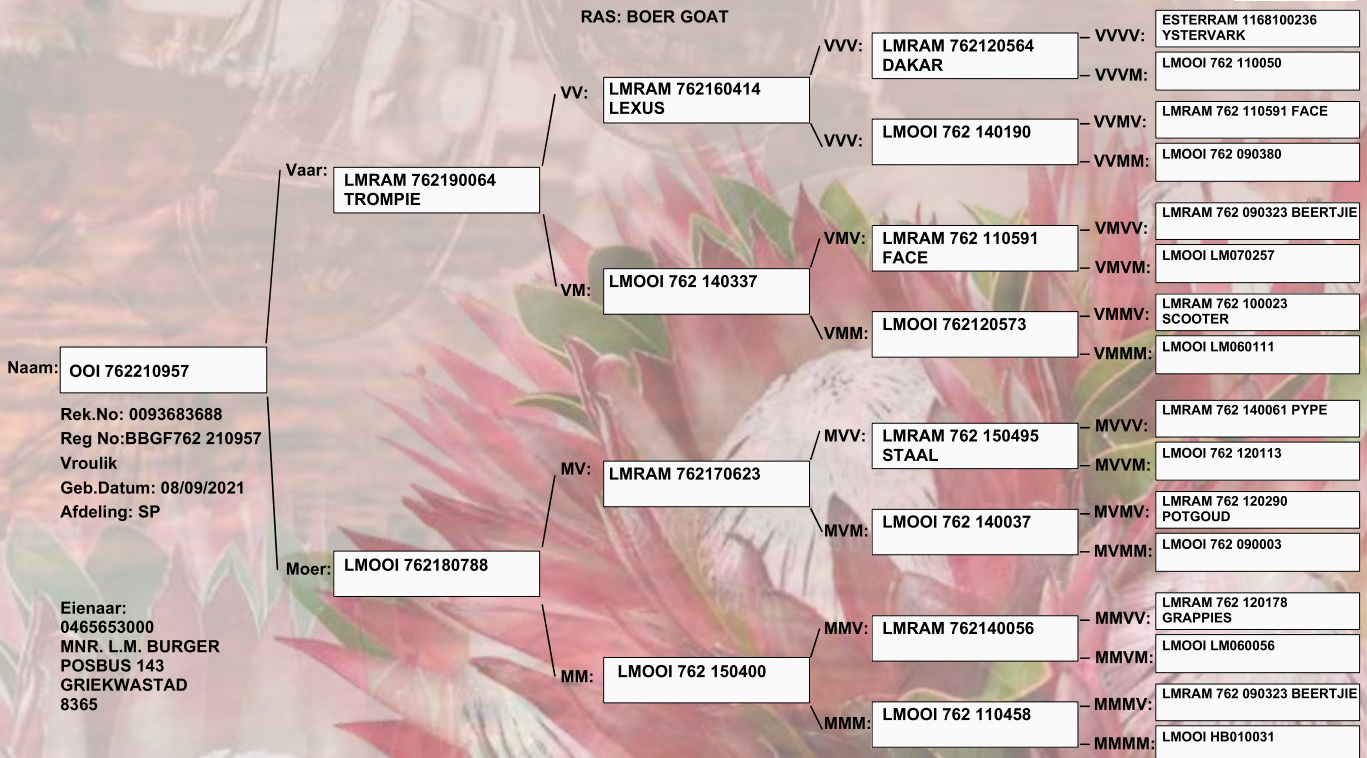 RAS: BOER GOAT
Naam:
OOI 762210957
Rek.No: 0093683688
Reg No:BBGF762 210957
Vroulik
Geb.Datum: 08/09/2021
Afdeling: SP
Eienaar:
0465653000
MNR. L.M. BURGER
POSBUS 143
GRIEKWASTAD
8365
Vaar:
LMRAM 762190064
TROMPIE
Moer:
LMOOI 762180788
VV:
LMRAM 762160414
LEXUS
VM:
LMOOI 762 140337
MV:
LMRAM 762170623
MM:
LMOOI 762 150400
VVV:
LMRAM 762120564
DAKAR
VVV:
LMOOI 762 140190
VMV:
LMRAM 762 110591
FACE
VMM:
LMOOI 762120573
MVV:
LMRAM 762 150495
STAAL
MVM:
LMOOI 762 140037
MMV:
LMRAM 762140056
MMM:
LMOOI 762 110458
VVVV:
ESTERRAM 1168100236
YSTERVARK
VVVM:
LMOOI 762 110050
VVMV:
LMRAM 762 110591 FACE
VVMM:
LMOOI 762 090380
VMVV:
LMRAM 762 090323 BEERTJIE
VMVM:
LMOOI LM070257
VMMV:
LMRAM 762 100023
SCOOTER
VMMM:
LMOOI LM060111
MVVV:
LMRAM 762 140061 PYPE
MVVM:
LMOOI 762 120113
MVMV:
LMRAM 762 120290
POTGOUD
MVMM:
LMOOI 762 090003
MMVV:
LMRAM 762 120178
GRAPPIES
MMVM:
LMOOI LM060056
MMMV:
LMRAM 762 090323 BEERTJIE
MMMM:
LMOOI HB010031